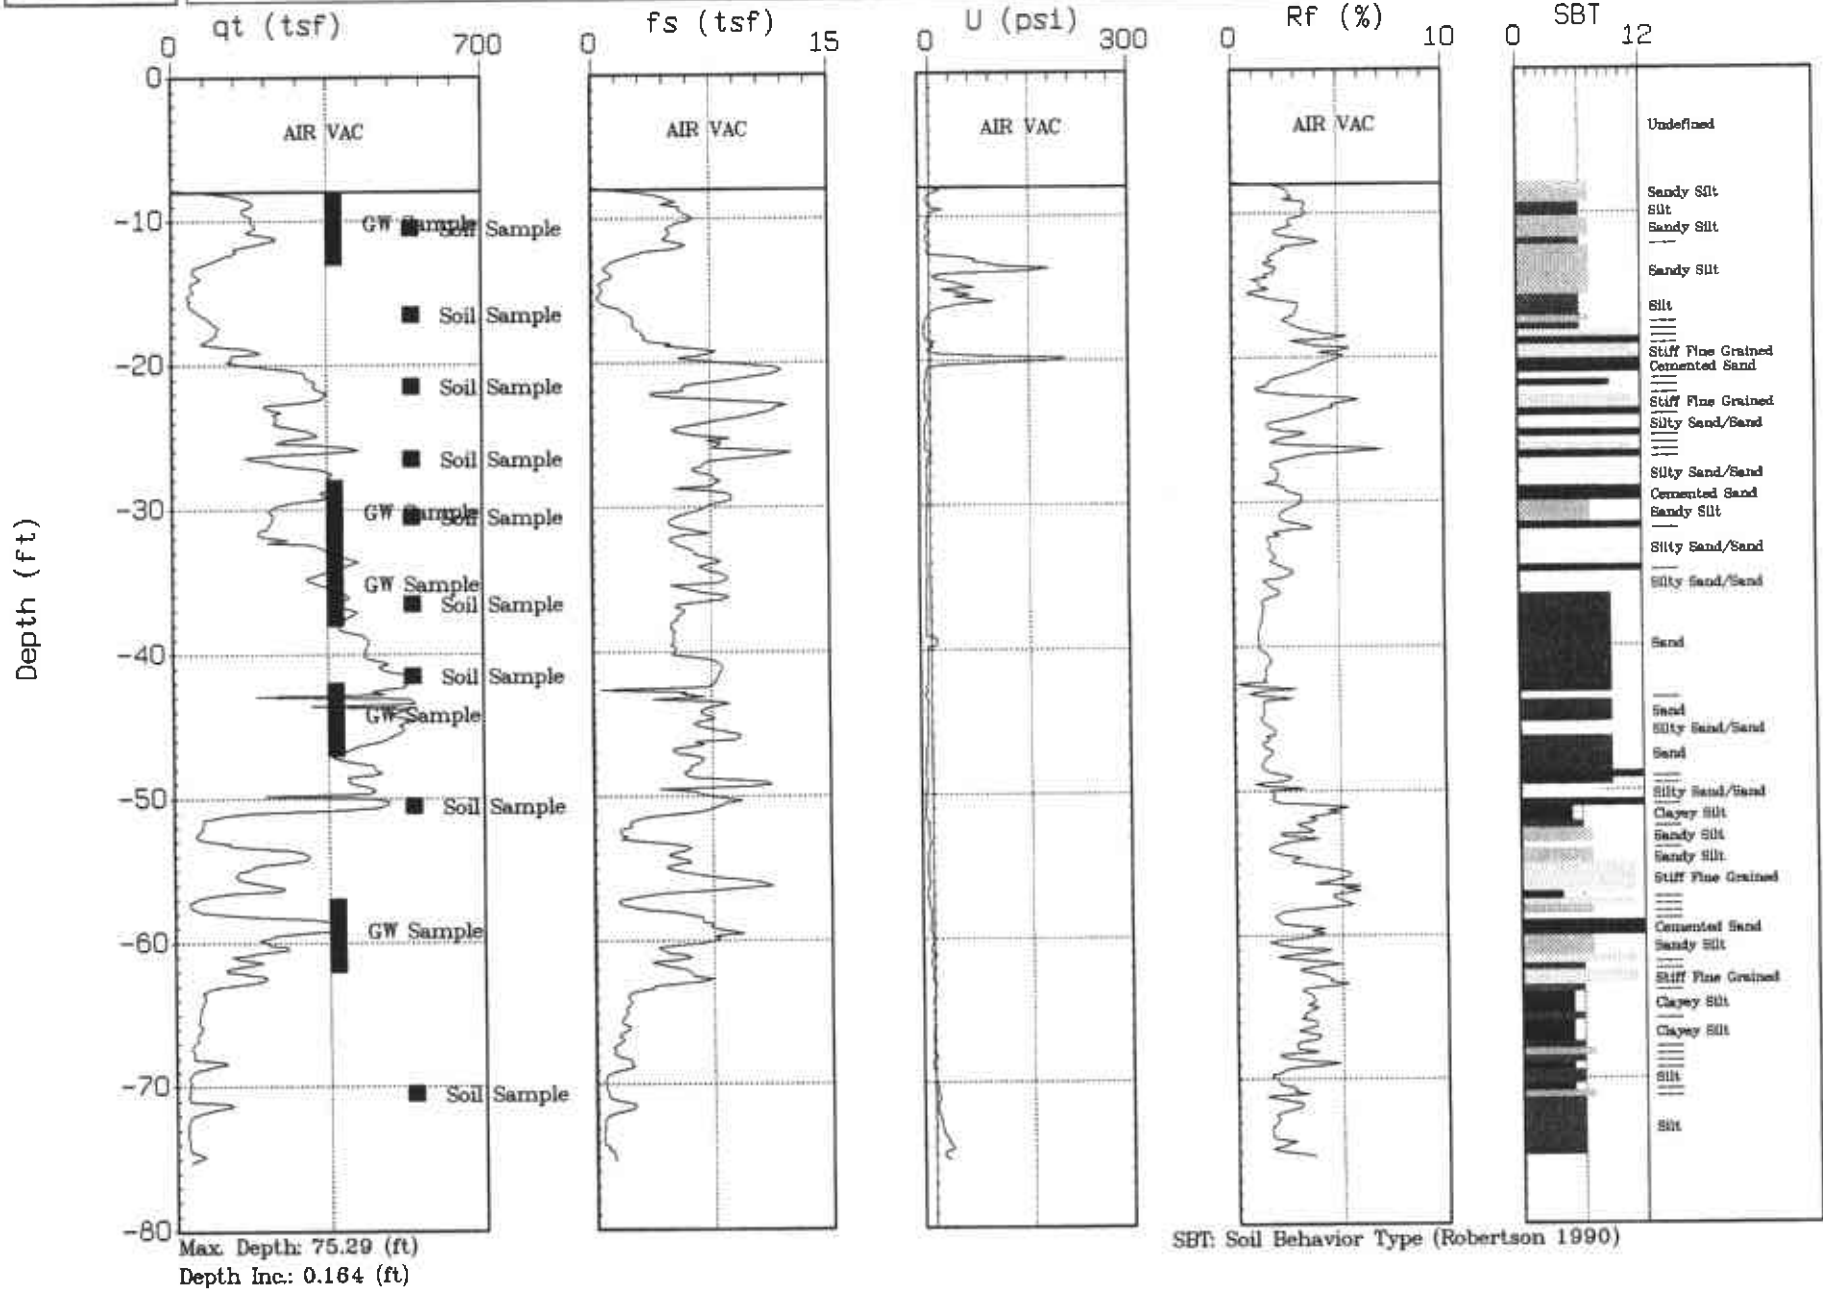 qt (tsf)
0 700
fs (tsf)
0 15
U (psi)
0 300
Rf (%)
0 10
SBT
0 12
Depth (ft)
0
-10
-20
-30
-40
-50
-60
-70
-80
AIR VAC
GW Sample
Soil Sample
Soil Sample
Soil Sample
Soil Sample
GW Sample
Soil Sample
GW Sample
Soil Sample
Soil Sample
GW Sample
Soil Sample
GW Sample
Soil Sample
AIR VAC
AIR VAC
AIR VAC
Undefined
Sandy Silt
Silt
Sandy Silt
Sandy Silt
Silt
Stiff Fine Grained
Cemented Sand
Stiff Fine Grained
Silty Sand/Sand
Silty Sand/Sand
Cemented Sand
Sandy Silt
Silty Sand/Sand
Silty Sand/Sand
Sand
Sand
Silty Sand/Sand
Sand
Silty Sand/Sand
Clayey Silt
Sandy Silt
Sandy Silt
Stiff Fine Grained
Cemented Sand
Sandy Silt
Stiff Fine Grained
Clayey Silt
Clayey Silt
Silt
Silt
Max. Depth: 75.29 (ft)
Depth Inc.: 0.164 (ft)
SBT: Soil Behavior Type (Robertson 1990)